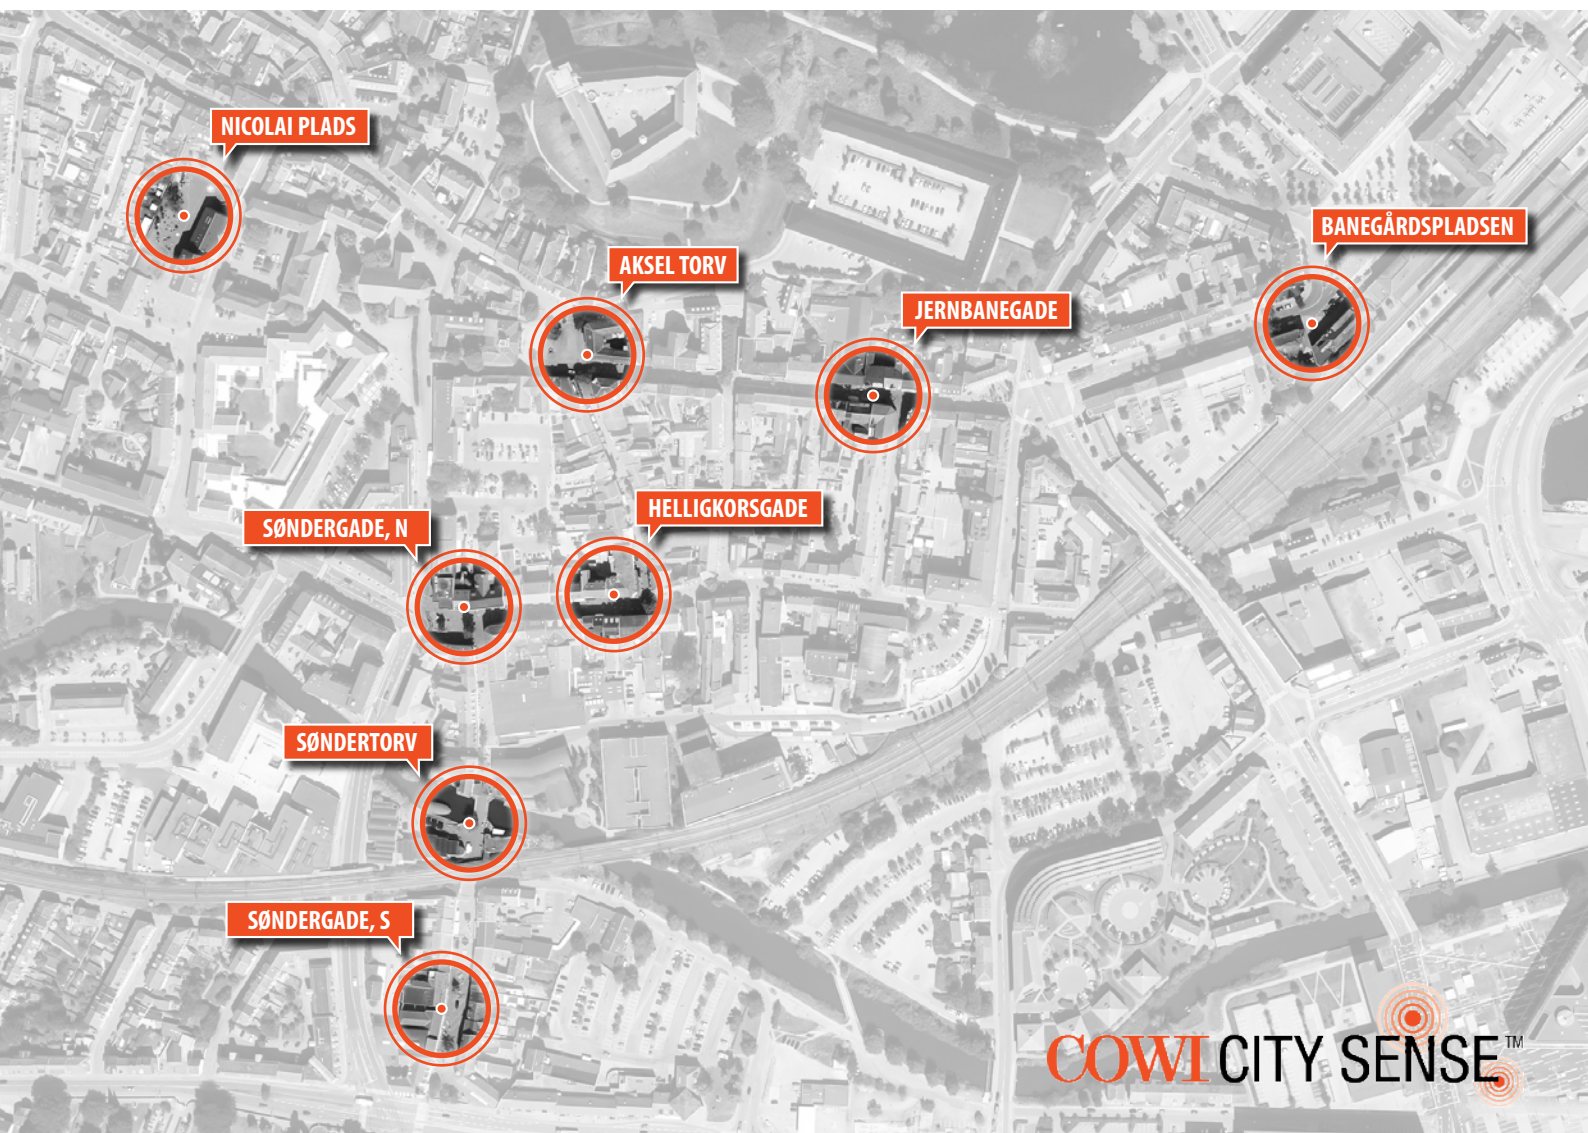 NICOLAI PLADS
BANEGÅRDSPLADSEN
AKSEL TORV
JERNBANEGADE
HELLIGKORSGADE
SØNDERGADE, N
SØNDERTORV
SØNDERGADE, S
COWI CITY SENSE™